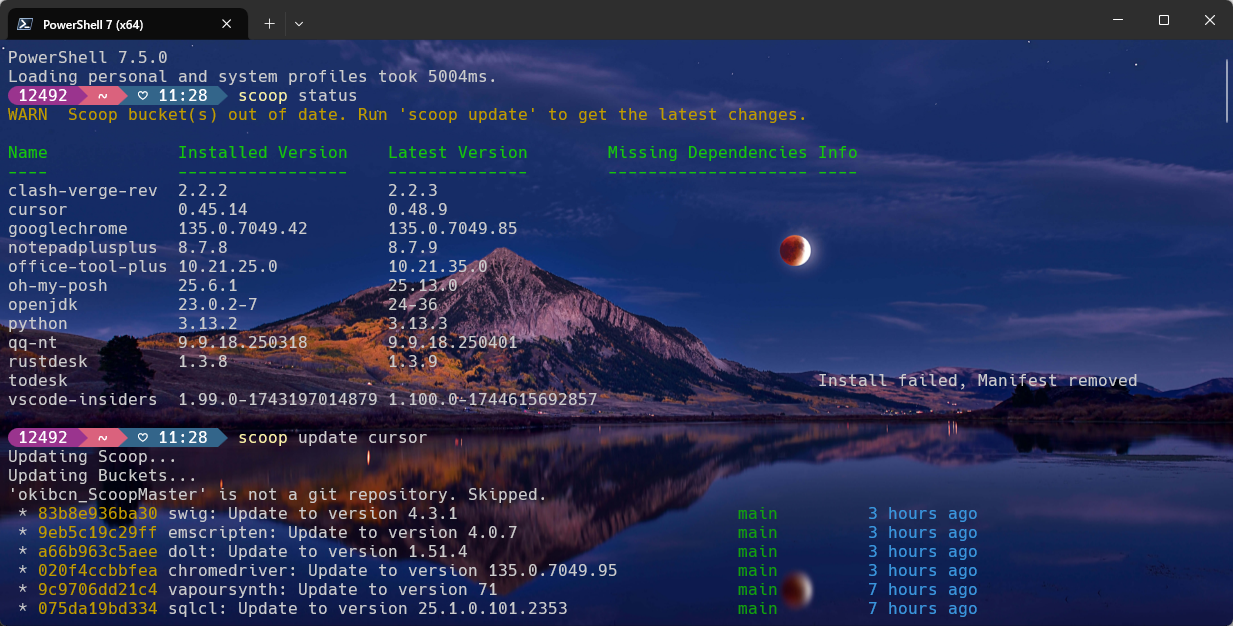 PowerShell 7 (x64)
PowerShell 7.5.0
Loading personal and system profiles took 5004ms.
12492 ~ ♡ 11:28 scoop status
WARN  Scoop bucket(s) out of date. Run 'scoop update' to get the latest changes.
Name Installed Version Latest Version Missing Dependencies Info
---- ----------------- -------------- -------------------- ----
clash-verge-rev 2.2.2 2.2.3
cursor 0.45.14 0.48.9
googlechrome 135.0.7049.42 135.0.7049.85
notepadplusplus 8.7.8 8.7.9
office-tool-plus 10.21.25.0 10.21.35.0
oh-my-posh 25.6.1 25.13.0
openjdk 23.0.2-7 24-36
python 3.13.2 3.13.3
qq-nt 9.9.18.250318 9.9.18.250401
rustdesk 1.3.8 1.3.9
todesk Install failed, Manifest removed
vscode-insiders 1.99.0-1743197014879 1.100.0-1744615692857
12492 ~ ♡ 11:28 scoop update cursor
Updating Scoop...
Updating Buckets...
'okibcn_ScoopMaster' is not a git repository. Skipped.
* 83b8e936ba30 swig: Update to version 4.3.1 main 3 hours ago
* 9eb5c19c29ff emscripten: Update to version 4.0.7 main 3 hours ago
* a66b963c5aee dolt: Update to version 1.51.4 main 3 hours ago
* 020f4ccbbfea chromedriver: Update to version 135.0.7049.95 main 3 hours ago
* 9c9706dd21c4 vapoursynth: Update to version 71 main 7 hours ago
* 075da19bd334 sqlcl: Update to version 25.1.0.101.2353 main 7 hours ago